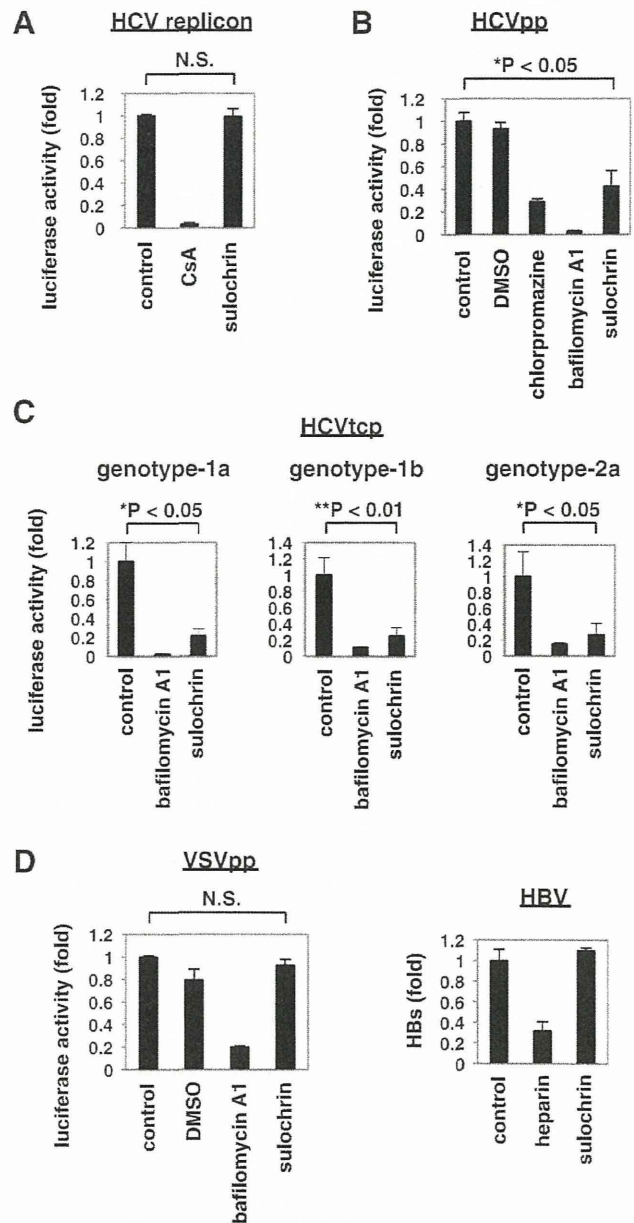 A
HCV replicon
N.S.
luciferase activity (fold)
1.2
1
0.8
0.6
0.4
0.2
0
control
CsA
sulochrin
B
HCVpp
*P < 0.05
luciferase activity (fold)
1.2
1
0.8
0.6
0.4
0.2
0
control
DMSO
chlorpromazine
bafilomycin A1
sulochrin
C
HCVtcp
genotype-1a
*P < 0.05
luciferase activity (fold)
1.2
1
0.8
0.6
0.4
0.2
0
control
bafilomycin A1
sulochrin
genotype-1b
**P < 0.01
1.4
1.2
1
0.8
0.6
0.4
0.2
0
control
bafilomycin A1
sulochrin
genotype-2a
*P < 0.05
1.4
1.2
1
0.8
0.6
0.4
0.2
0
control
bafilomycin A1
sulochrin
D
VSVpp
N.S.
luciferase activity (fold)
1.2
1
0.8
0.6
0.4
0.2
0
control
DMSO
bafilomycin A1
sulochrin
HBV
HBs (fold)
1.2
1
0.8
0.6
0.4
0.2
0
control
heparin
sulochrin